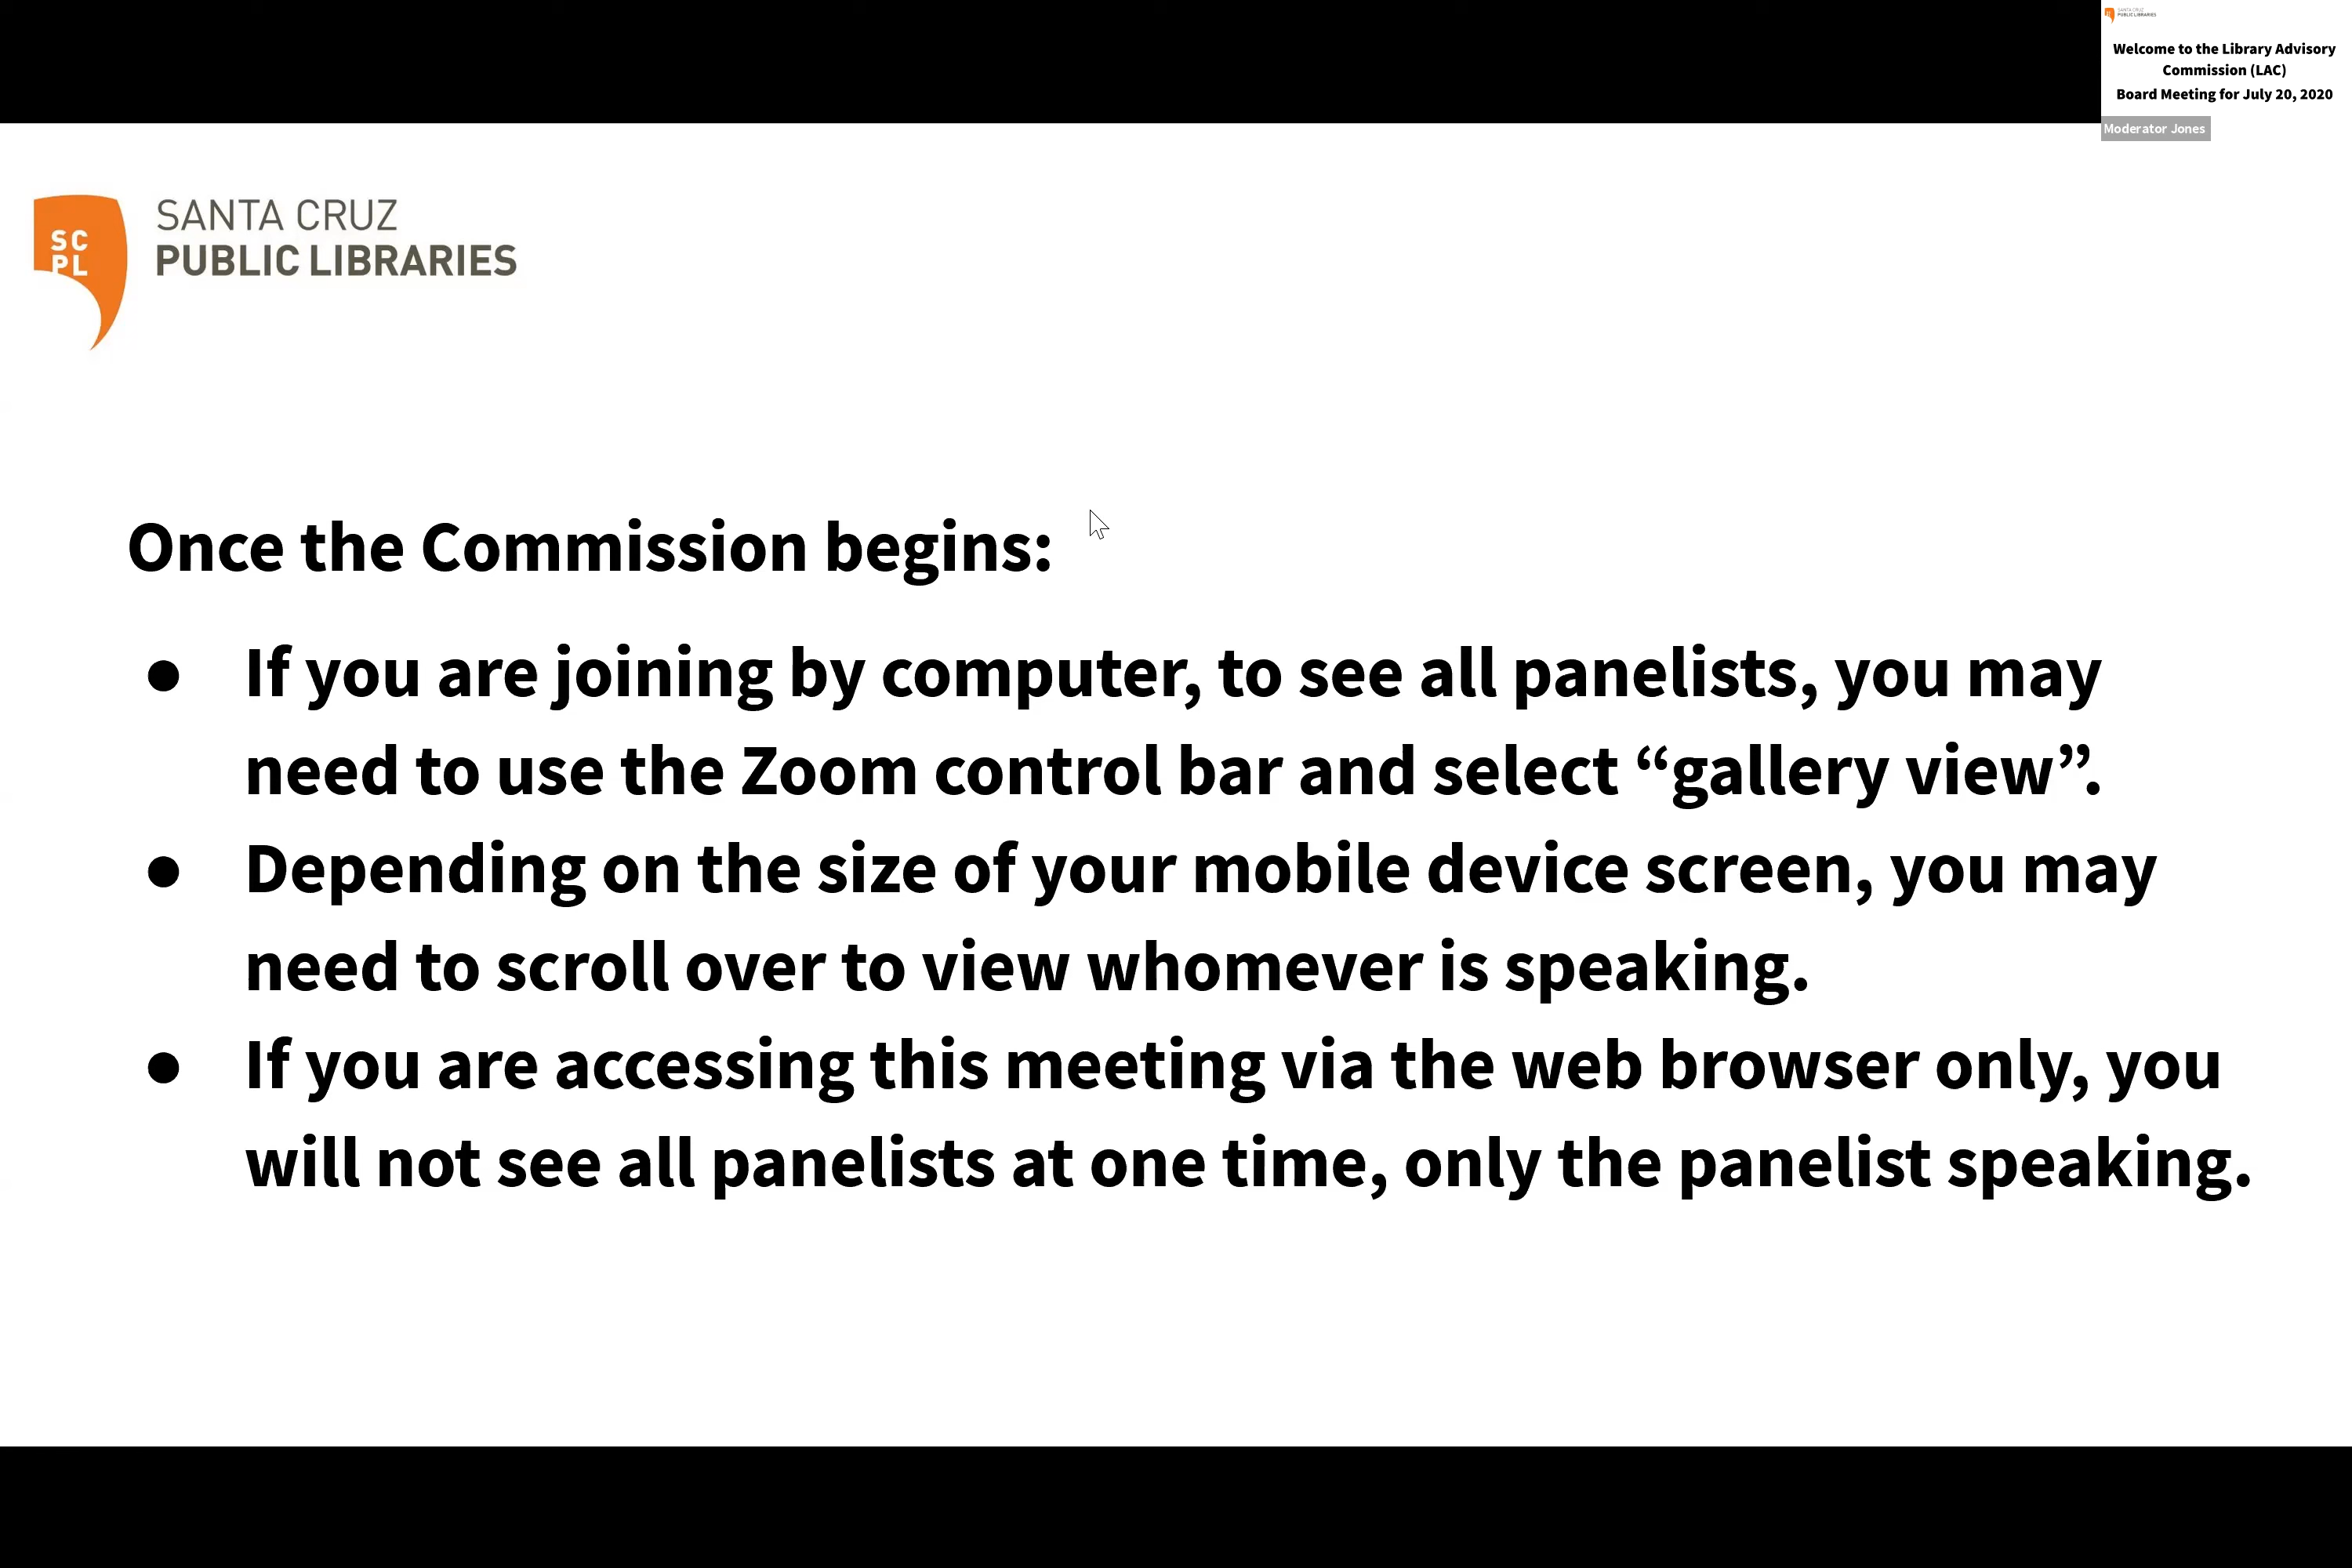 SANTA CRUZ
PUBLIC LIBRARIES
Welcome to the Library Advisory
Commission (LAC)
Board Meeting for July 20, 2020
Moderator Jones
SC
PL
SANTA CRUZ
PUBLIC LIBRARIES
Once the Commission begins:
● If you are joining by computer, to see all panelists, you may
need to use the Zoom control bar and select “gallery view”.
● Depending on the size of your mobile device screen, you may
need to scroll over to view whomever is speaking.
● If you are accessing this meeting via the web browser only, you
will not see all panelists at one time, only the panelist speaking.